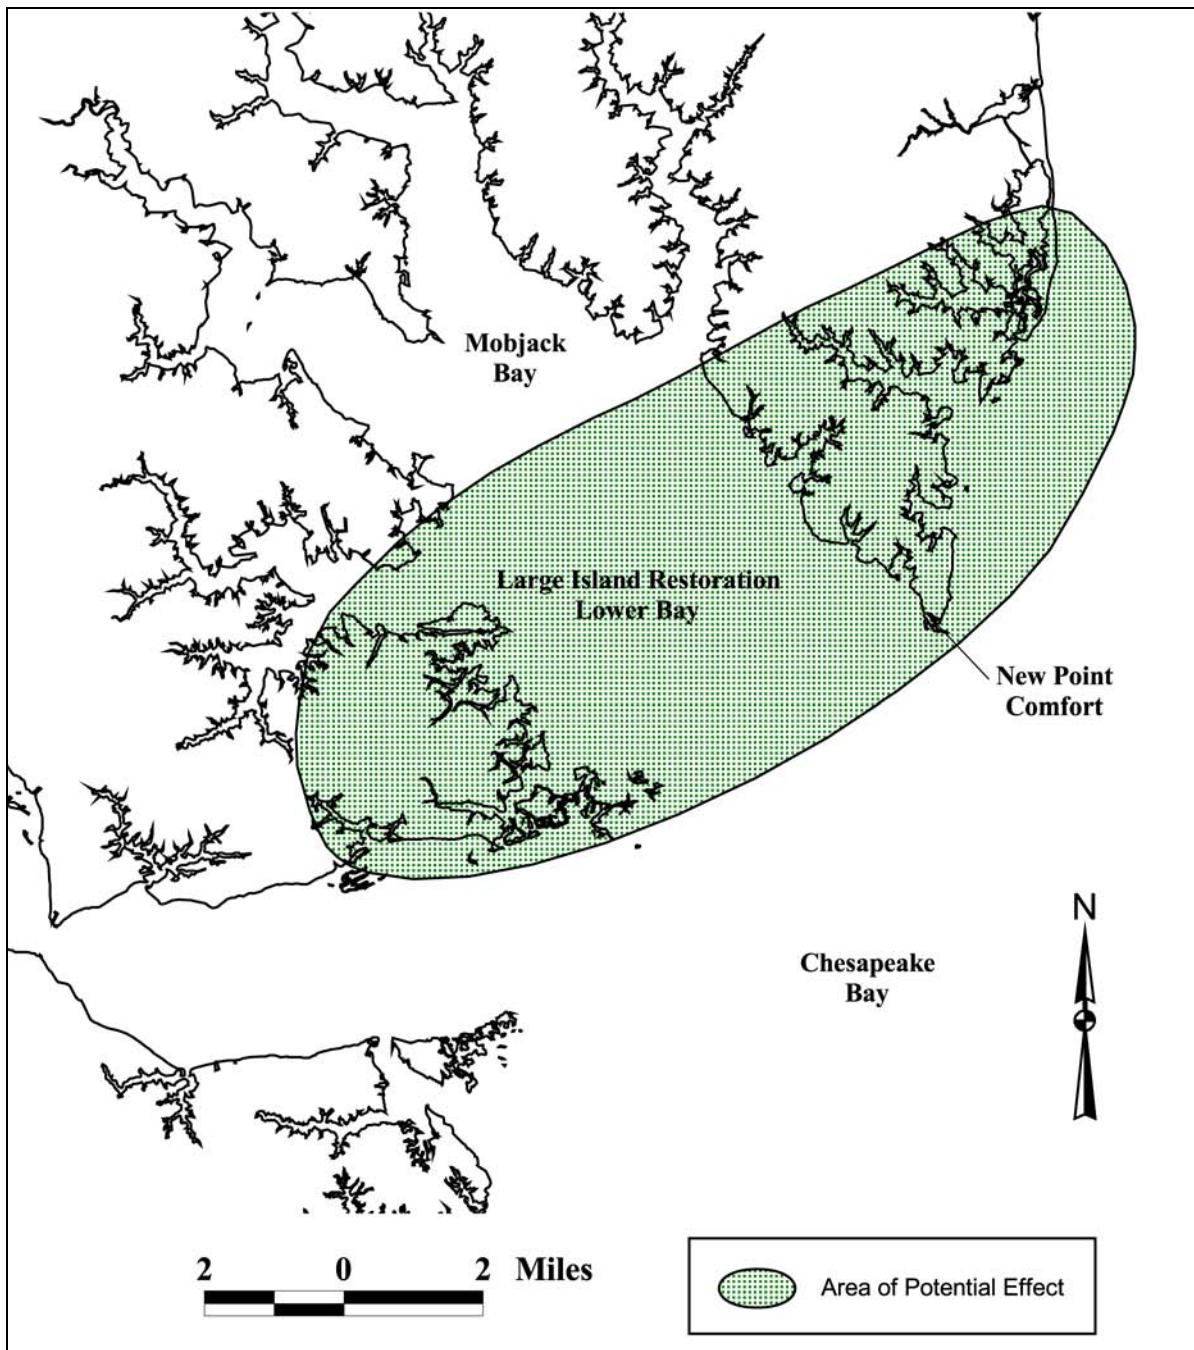 Mobjack
Bay
Large Island Restoration
Lower Bay
New Point
Comfort
N
Chesapeake
Bay
2 0 2 Miles
Area of Potential Effect